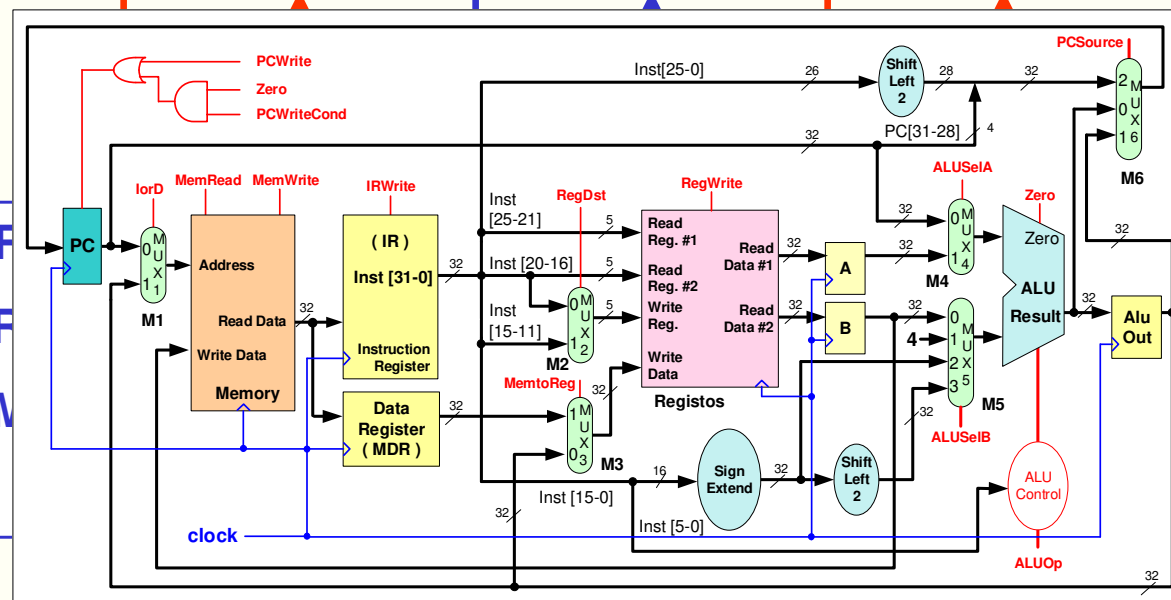 PCSource
PCWrite
Zero
PCWriteCond
Inst[25-0]
26
Shift
Left
2
28
32
2
0
1
M
U
X
6
M6
32
PC[31-28]
4
IorD
MemRead
MemWrite
IRWrite
RegDst
RegWrite
ALUSelA
Zero
PC
0
1
M
U
X
1
M1
Address
Read Data
Write Data
Memory
32
( IR )
Inst [31-0]
Instruction
Register
32
Data
Register
( MDR )
32
Inst
[25-21]
5
Inst [20-16]
5
Inst
[15-11]
0
1
M
U
X
2
M2
5
MemtoReg
1
0
M
U
X
3
M3
32
Read
Reg. #1
Read
Reg. #2
Write
Reg.
Write
Data
Read
Data #1
Read
Data #2
Registos
32
32
A
B
32
32
32
0
1
M
U
X
4
M4
4
0
1
2
3
M
U
X
5
M5
32
ALUSelB
Zero
ALU
Result
32
32
Alu
Out
Inst [15-0]
16
Sign
Extend
32
Shift
Left
2
ALU
Control
ALUOp
Inst [5-0]
32
clock
32